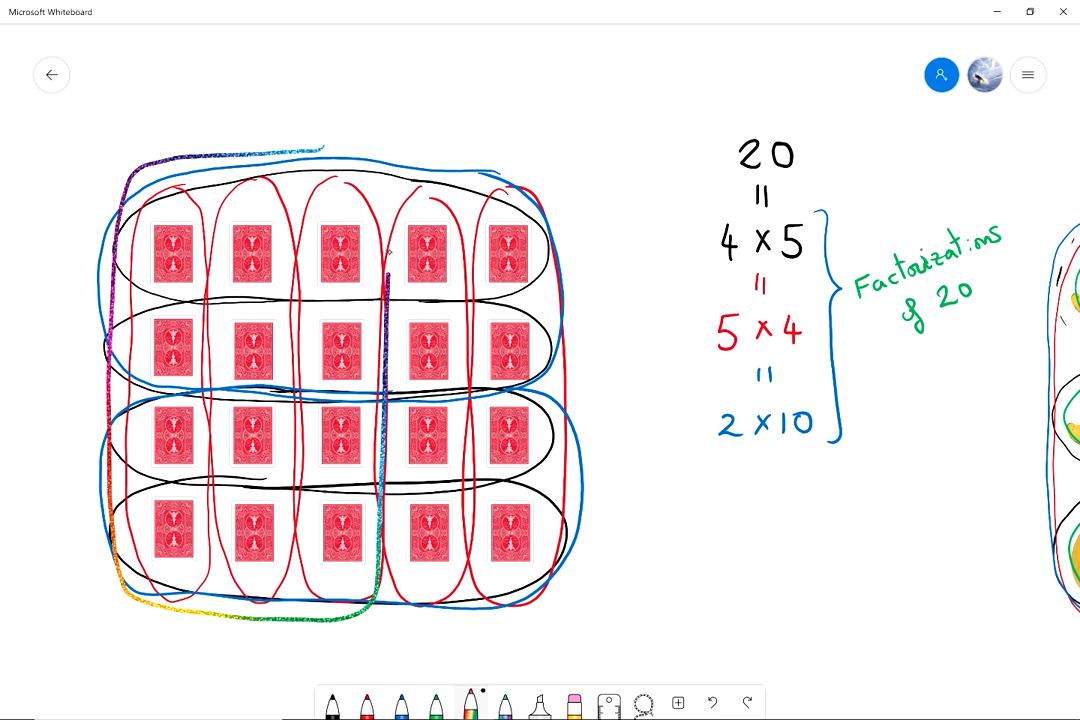 Microsoft Whiteboard
20
=
4 × 5
=
5 × 4
=
2 × 10
Factorizations
of 20